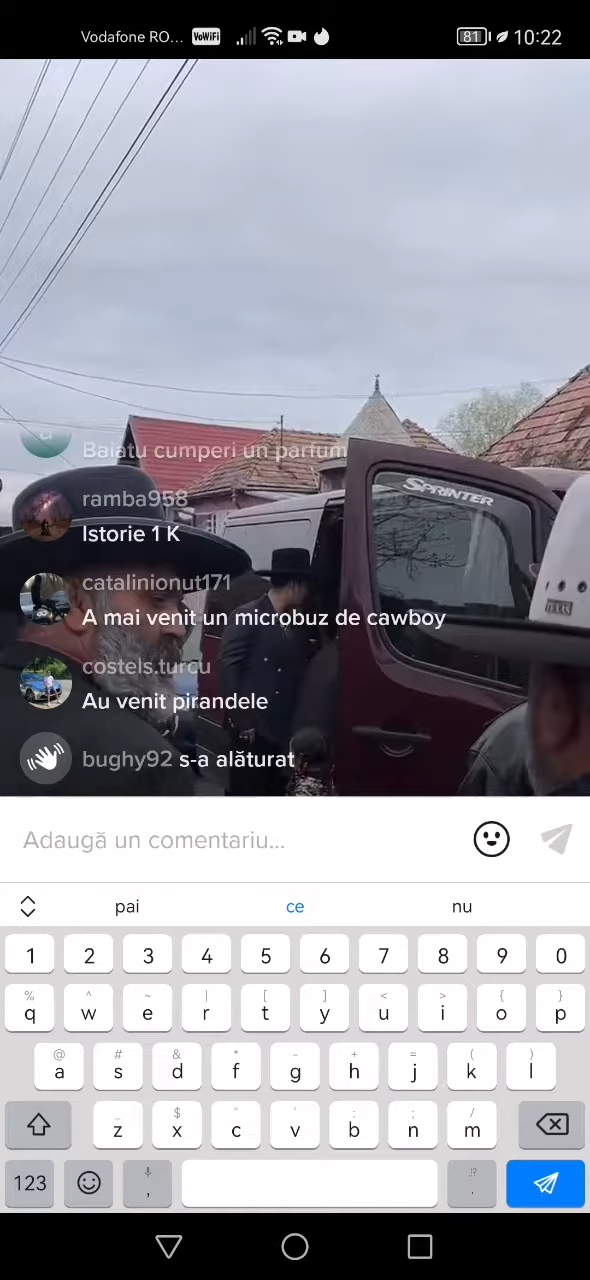 Vodafone RO... VoWiFi 81 10:22
Baiatu cumperi un parfum
SPRINTER
ramba958
Istorie 1 K
catalinionut171
A mai venit un microbuz de cawboy
TEXAS
costels.turcu
Au venit pirandele
bughy92 s-a alăturat
Adaugă un comentariu...
pai ce nu
1 2 3 4 5 6 7 8 9 0
% ^ ~ | [ ] < > { }
q w e r t y u i o p
@ # & * - + = ( )
a s d f g h j k l
_ $ " ' : ; /
z x c v b n m
123 , !? .